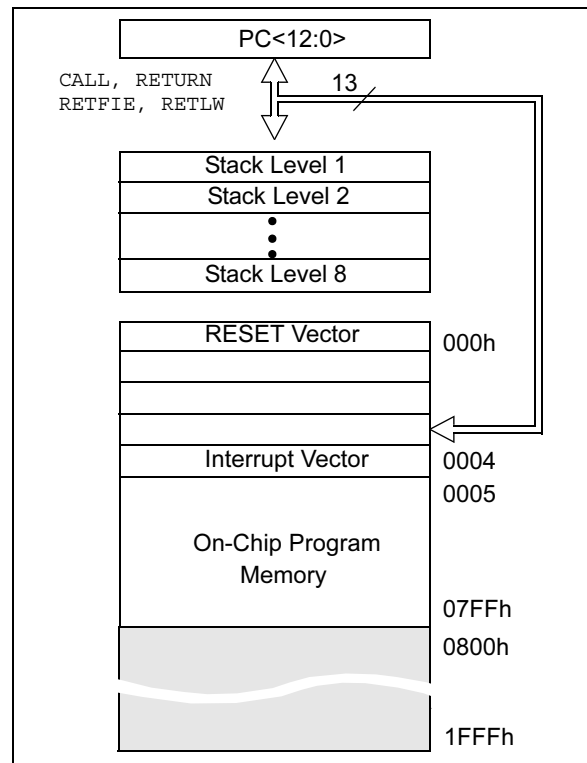 PC<12:0>
CALL, RETURN
RETFIE, RETLW
13
Stack Level 1
Stack Level 2
Stack Level 8
RESET Vector
000h
Interrupt Vector
0004
0005
On-Chip Program
Memory
07FFh
0800h
1FFFh